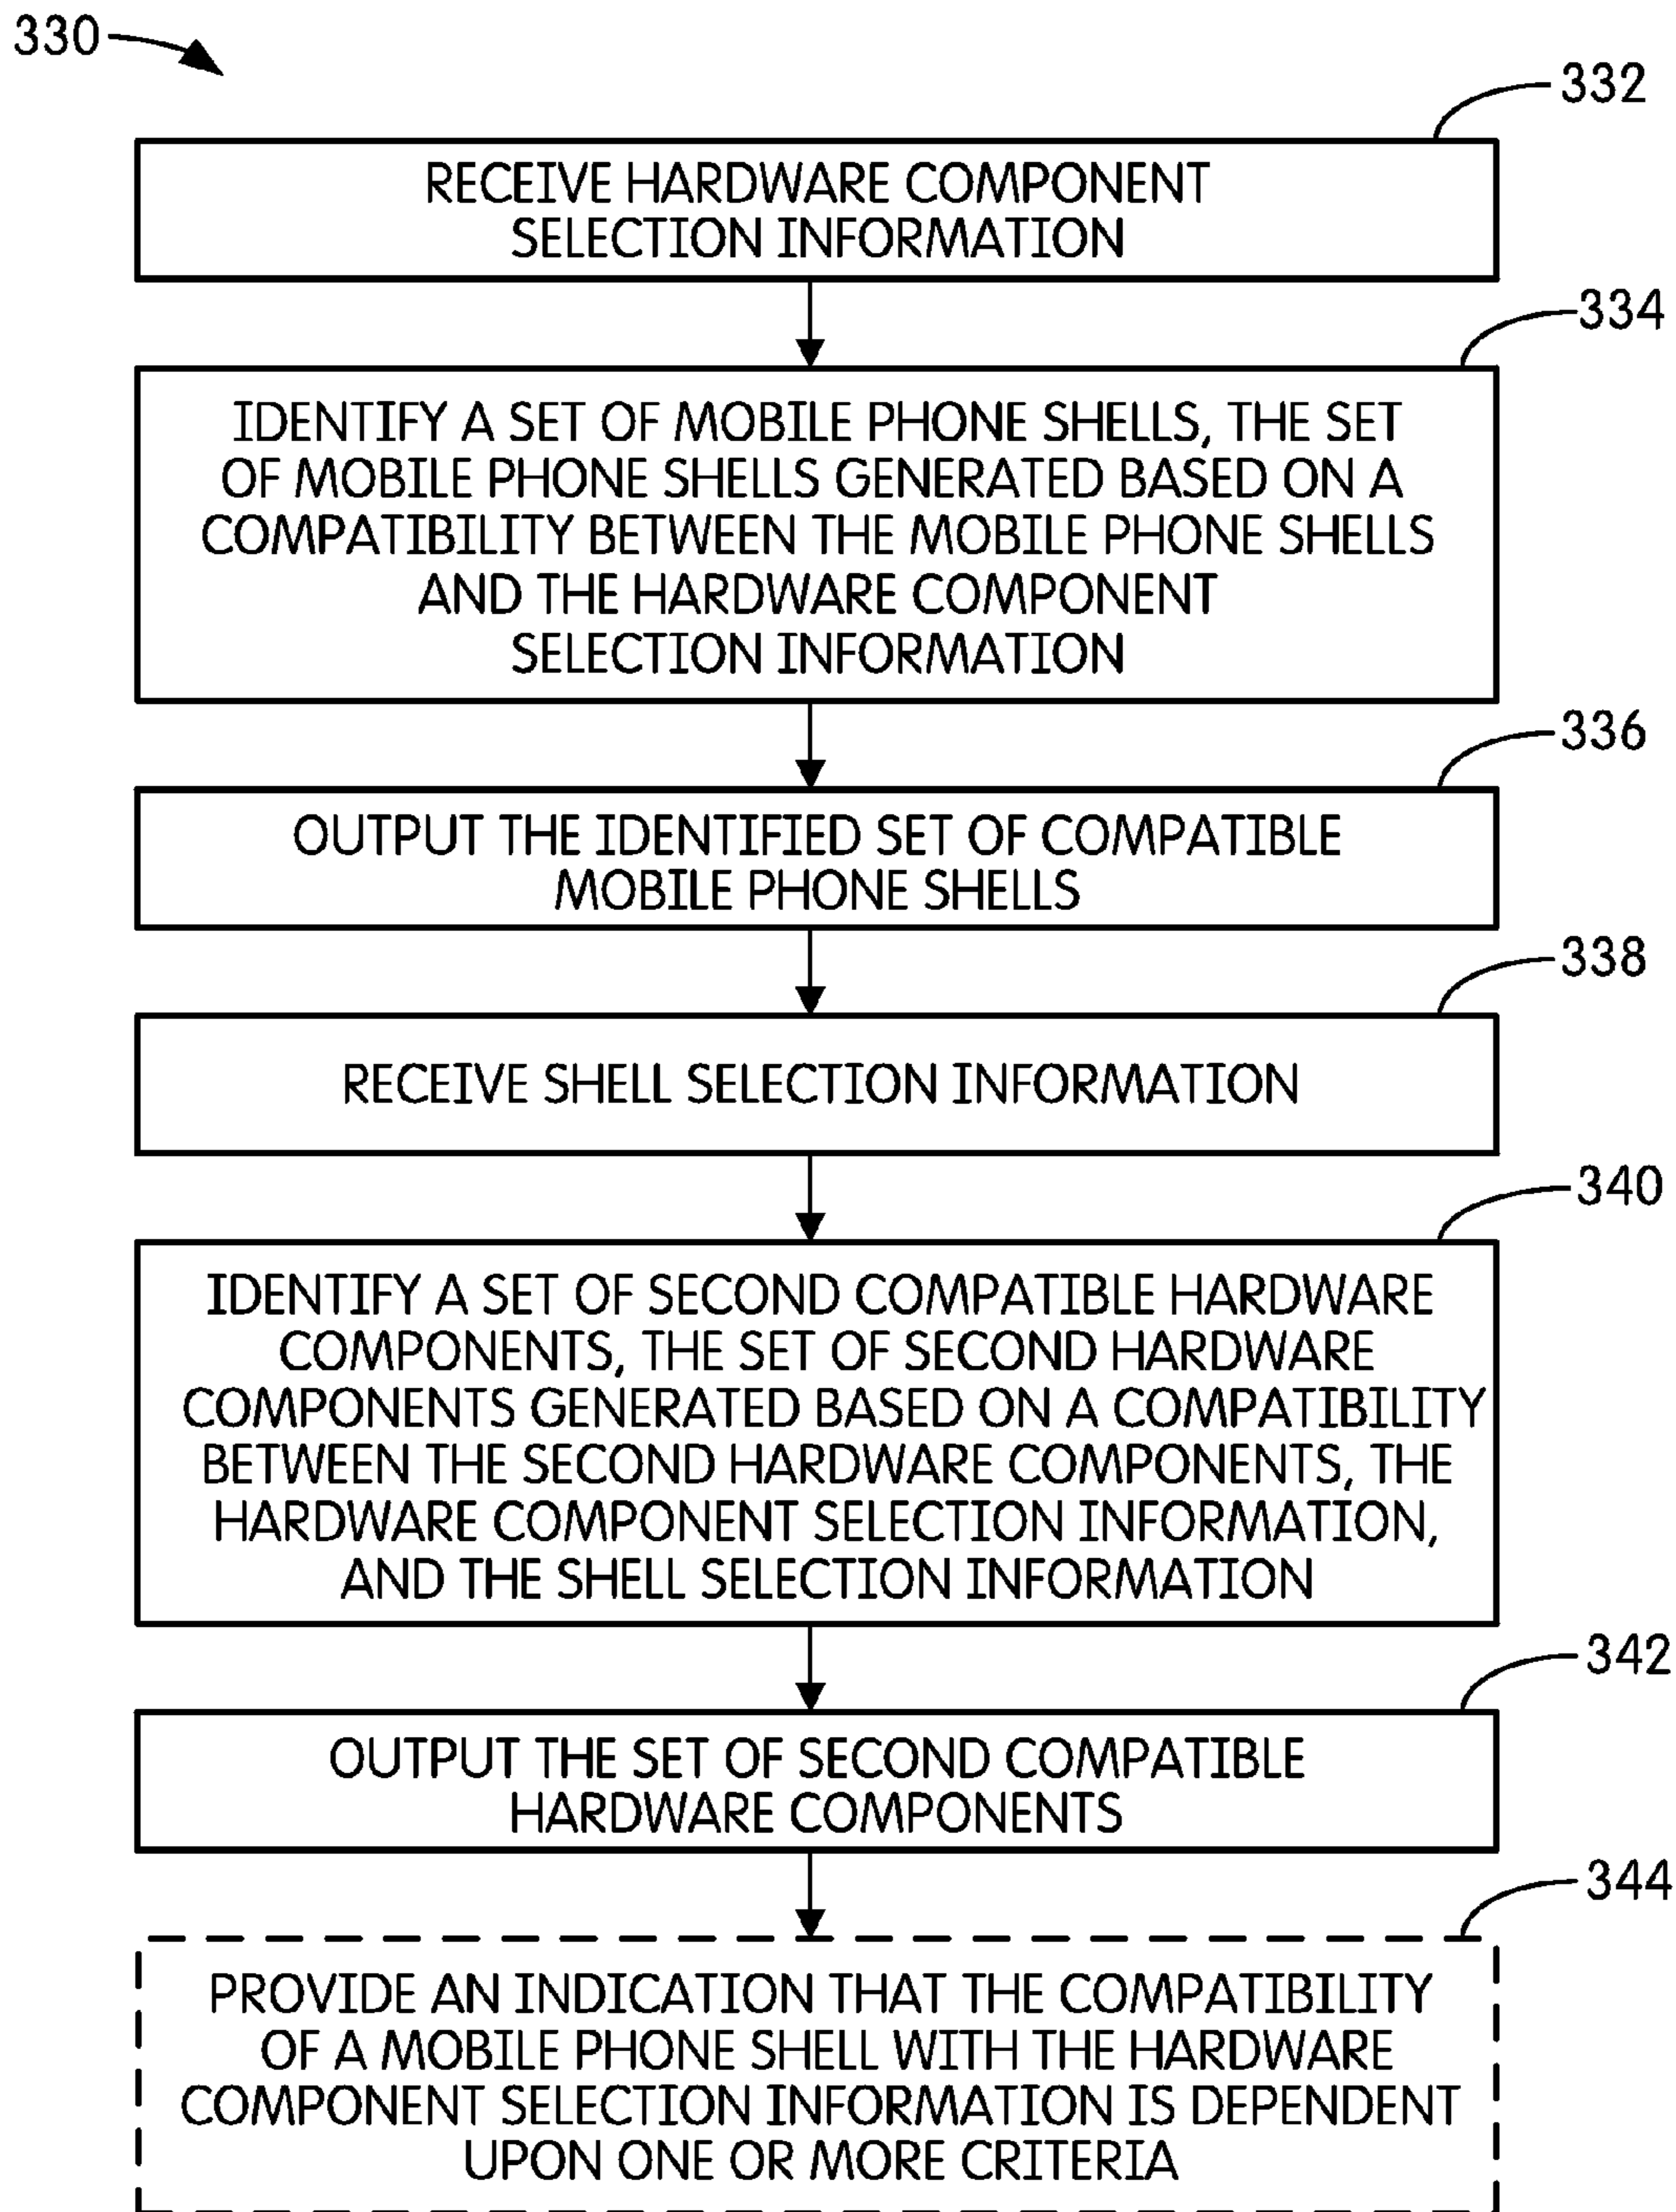 330
332
RECEIVE HARDWARE COMPONENT
SELECTION INFORMATION
334
IDENTIFY A SET OF MOBILE PHONE SHELLS, THE SET
OF MOBILE PHONE SHELLS GENERATED BASED ON A
COMPATIBILITY BETWEEN THE MOBILE PHONE SHELLS
AND THE HARDWARE COMPONENT
SELECTION INFORMATION
336
OUTPUT THE IDENTIFIED SET OF COMPATIBLE
MOBILE PHONE SHELLS
338
RECEIVE SHELL SELECTION INFORMATION
340
IDENTIFY A SET OF SECOND COMPATIBLE HARDWARE
COMPONENTS, THE SET OF SECOND HARDWARE
COMPONENTS GENERATED BASED ON A COMPATIBILITY
BETWEEN THE SECOND HARDWARE COMPONENTS, THE
HARDWARE COMPONENT SELECTION INFORMATION,
AND THE SHELL SELECTION INFORMATION
342
OUTPUT THE SET OF SECOND COMPATIBLE
HARDWARE COMPONENTS
344
PROVIDE AN INDICATION THAT THE COMPATIBILITY
OF A MOBILE PHONE SHELL WITH THE HARDWARE
COMPONENT SELECTION INFORMATION IS DEPENDENT
UPON ONE OR MORE CRITERIA